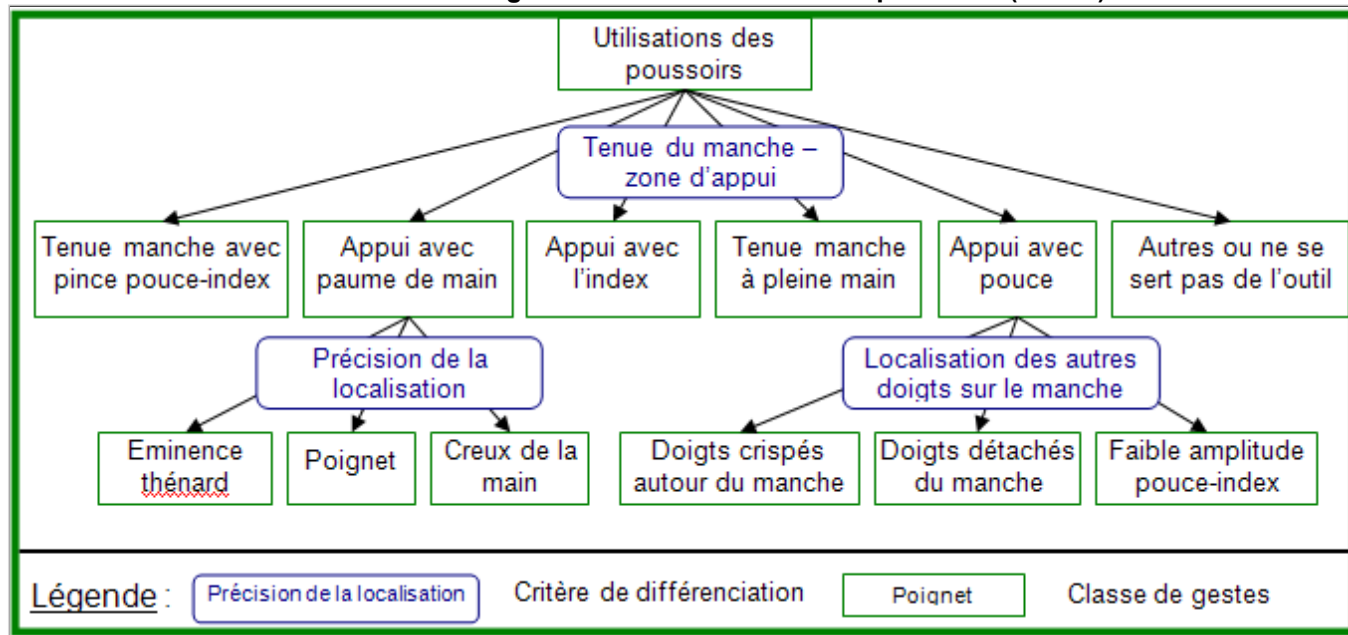 Utilisations des
poussoirs
Tenue du manche –
zone d'appui
Tenue manche avec
pince pouce-index
Appui avec
paume de main
Appui avec
l'index
Tenue manche
à pleine main
Appui avec
pouce
Autres ou ne se
sert pas de l'outil
Précision de la
localisation
Localisation des autres
doigts sur le manche
Eminence
thénard
Poignet
Creux de la
main
Doigts crispés
autour du manche
Doigts détachés
du manche
Faible amplitude
pouce-index
Légende : Précision de la localisation Critère de différenciation Poignet Classe de gestes